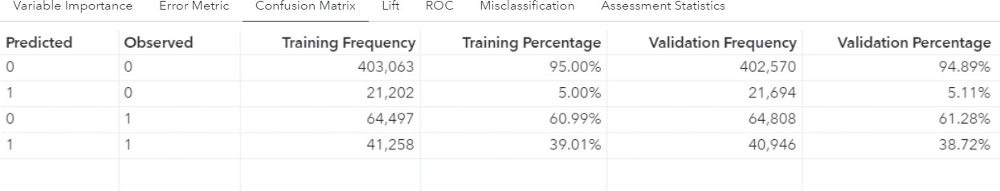 Variable Importance Error Metric Confusion Matrix Lift ROC Misclassification Assessment Statistics
Predicted Observed Training Frequency Training Percentage Validation Frequency Validation Percentage
0 0 403,063 95.00% 402,570 94.89%
1 0 21,202 5.00% 21,694 5.11%
0 1 64,497 60.99% 64,808 61.28%
1 1 41,258 39.01% 40,946 38.72%